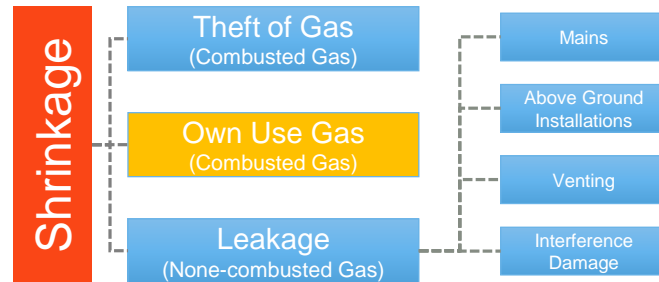 Shrinkage
Theft of Gas
(Combusted Gas)
Own Use Gas
(Combusted Gas)
Leakage
(None-combusted Gas)
Mains
Above Ground
Installations
Venting
Interference
Damage